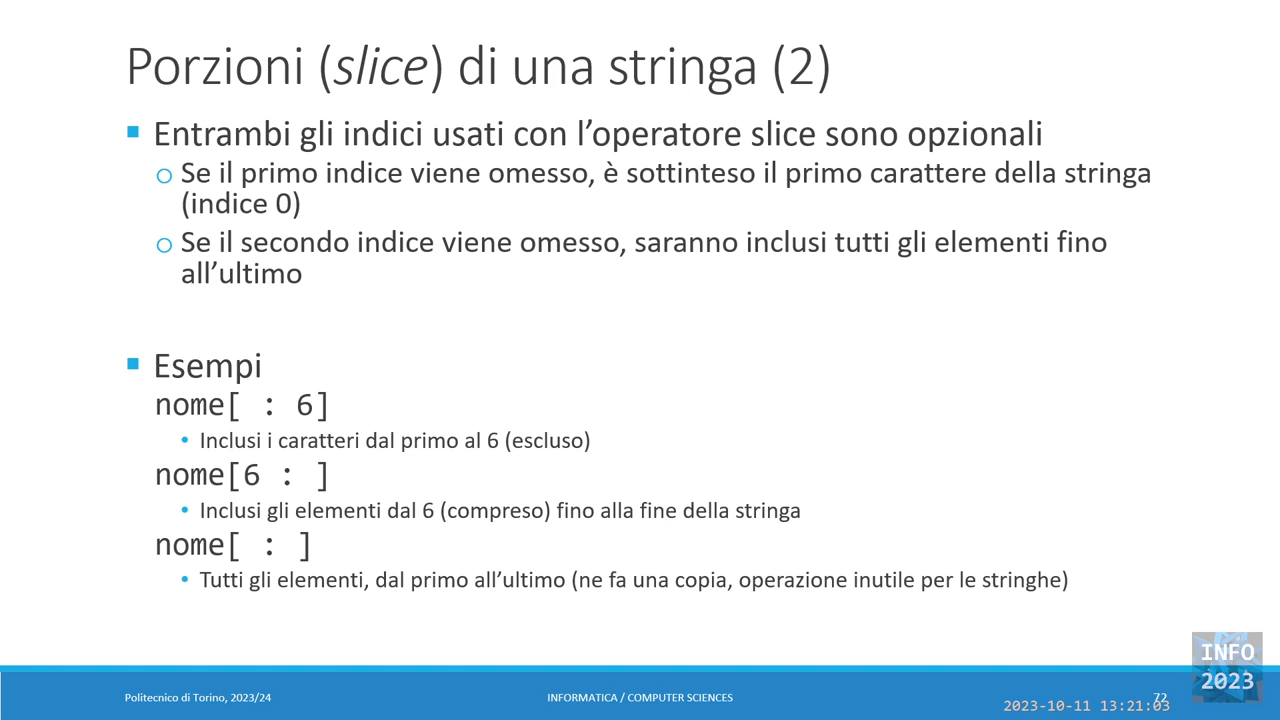 Porzioni (slice) di una stringa (2)
Entrambi gli indici usati con l’operatore slice sono opzionali
Se il primo indice viene omesso, è sottinteso il primo carattere della stringa
(indice 0)
Se il secondo indice viene omesso, saranno inclusi tutti gli elementi fino
all’ultimo
Esempi
nome[ : 6]
Inclusi i caratteri dal primo al 6 (escluso)
nome[6 : ]
Inclusi gli elementi dal 6 (compreso) fino alla fine della stringa
nome[ : ]
Tutti gli elementi, dal primo all’ultimo (ne fa una copia, operazione inutile per le stringhe)
INFO
2023
Politecnico di Torino, 2023/24
INFORMATICA / COMPUTER SCIENCES
72
2023-10-11 13:21:03